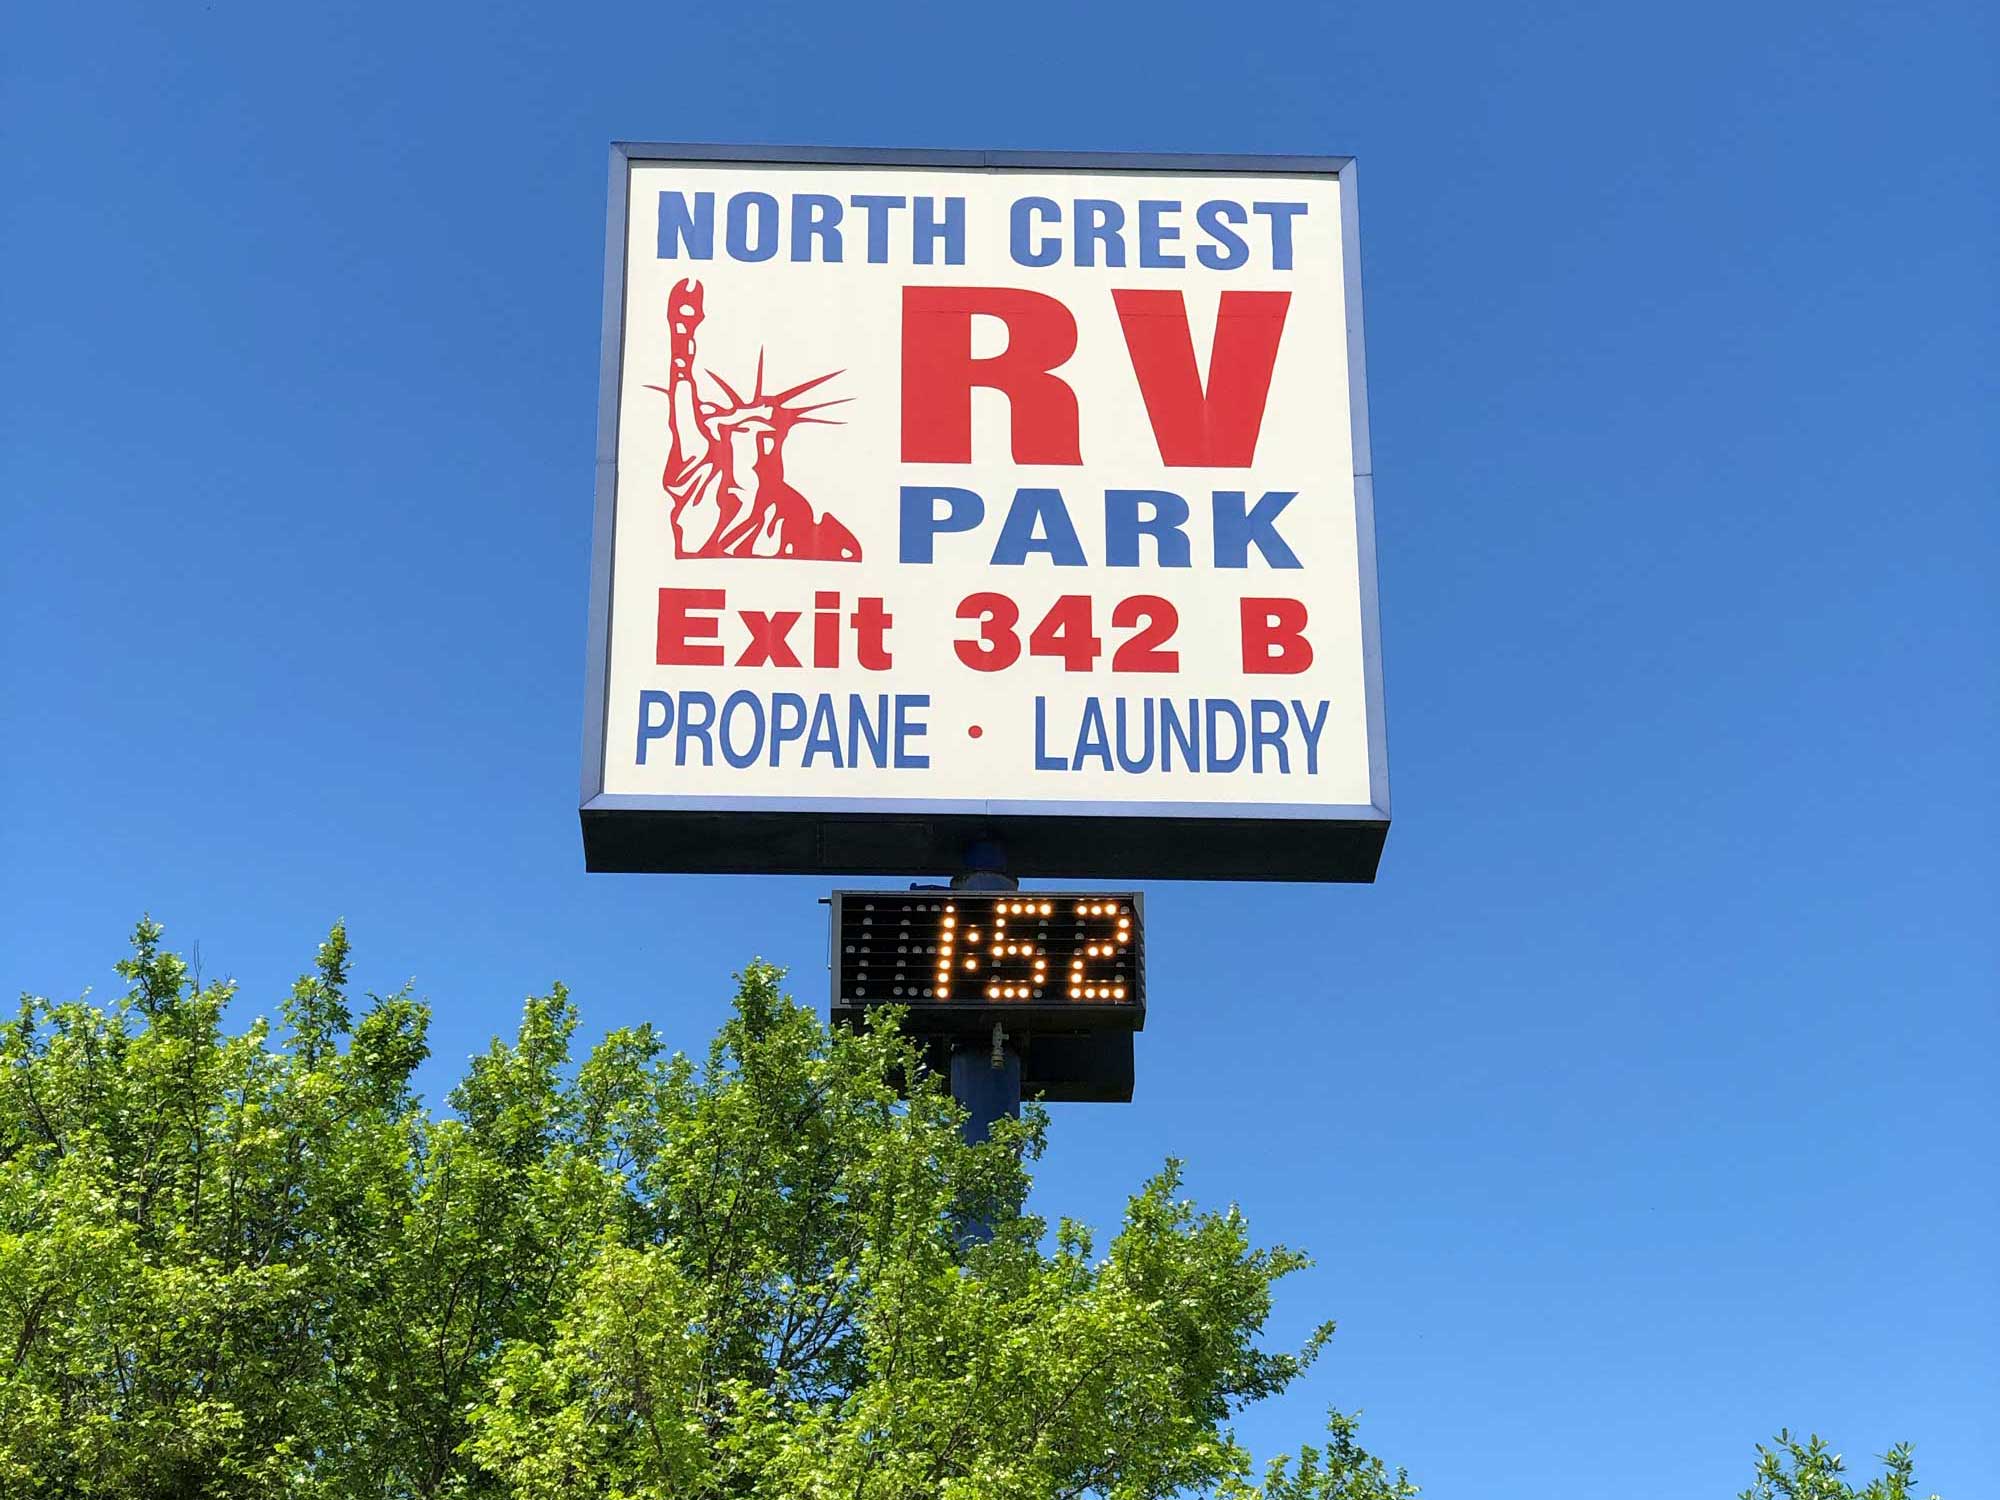 NORTH CREST
RV
PARK
Exit 342 B
PROPANE • LAUNDRY
1:52